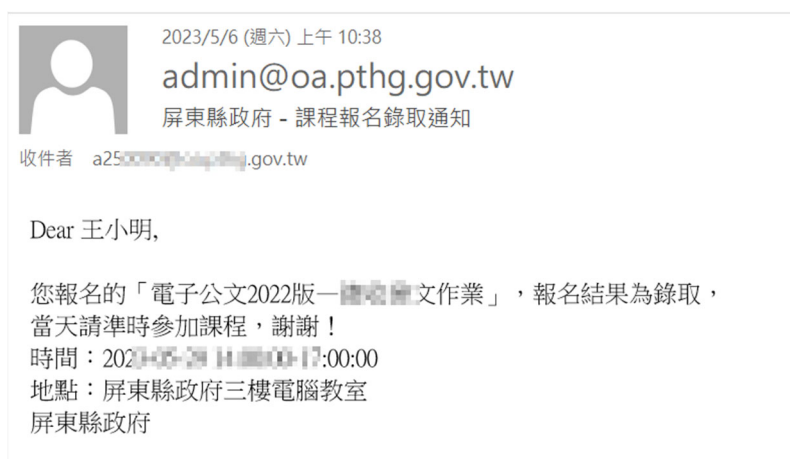 2023/5/6 (週六) 上午 10:38
admin@oa.pthg.gov.tw
屏東縣政府 - 課程報名錄取通知
收件者 a25 .gov.tw
Dear 王小明,
您報名的「電子公文2022版— 文作業」，報名結果為錄取，
當天請準時參加課程，謝謝！
時間：202 :00:00
地點：屏東縣政府三樓電腦教室
屏東縣政府